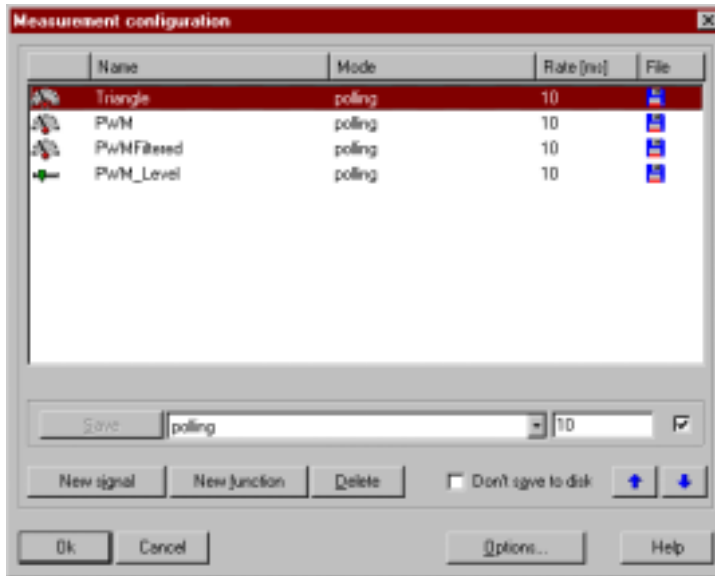 Measurement configuration
Name Mode Rate [ms] File
Triangle polling 10
PWM polling 10
PWMFiltered polling 10
PWM_Level polling 10
Save polling 10
New signal New function Delete Don't save to disk
Ok Cancel Options... Help